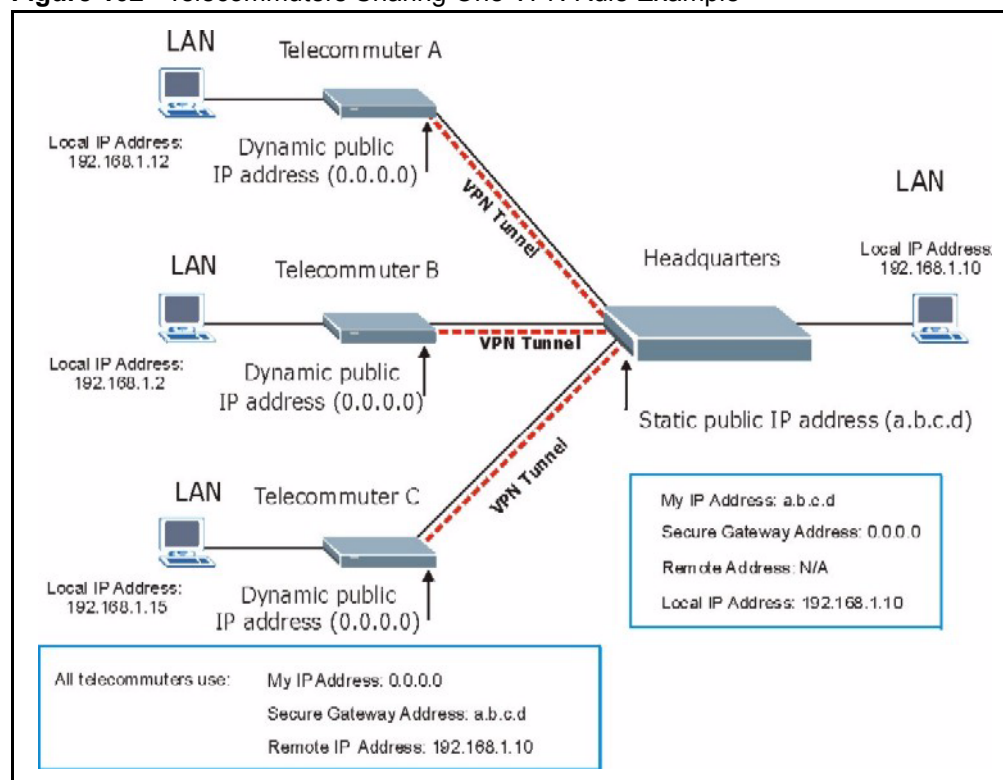 LAN
Telecommuter A
Local IP Address:
192.168.1.12
Dynamic public
IP address (0.0.0.0)
VPN Tunnel
LAN
Telecommuter B
Local IP Address:
192.168.1.2
Dynamic public
IP address (0.0.0.0)
VPN Tunnel
LAN
Telecommuter C
Local IP Address:
192.168.1.15
Dynamic public
IP address (0.0.0.0)
VPN Tunnel
Headquarters
LAN
Local IP Address:
192.168.1.10
Static public IP address (a.b.c.d)
My IP Address: a.b.c.d
Secure Gateway Address: 0.0.0.0
Remote Address: N/A
Local IP Address: 192.168.1.10
All telecommuters use: My IP Address: 0.0.0.0
Secure Gateway Address: a.b.c.d
Remote IP Address: 192.168.1.10